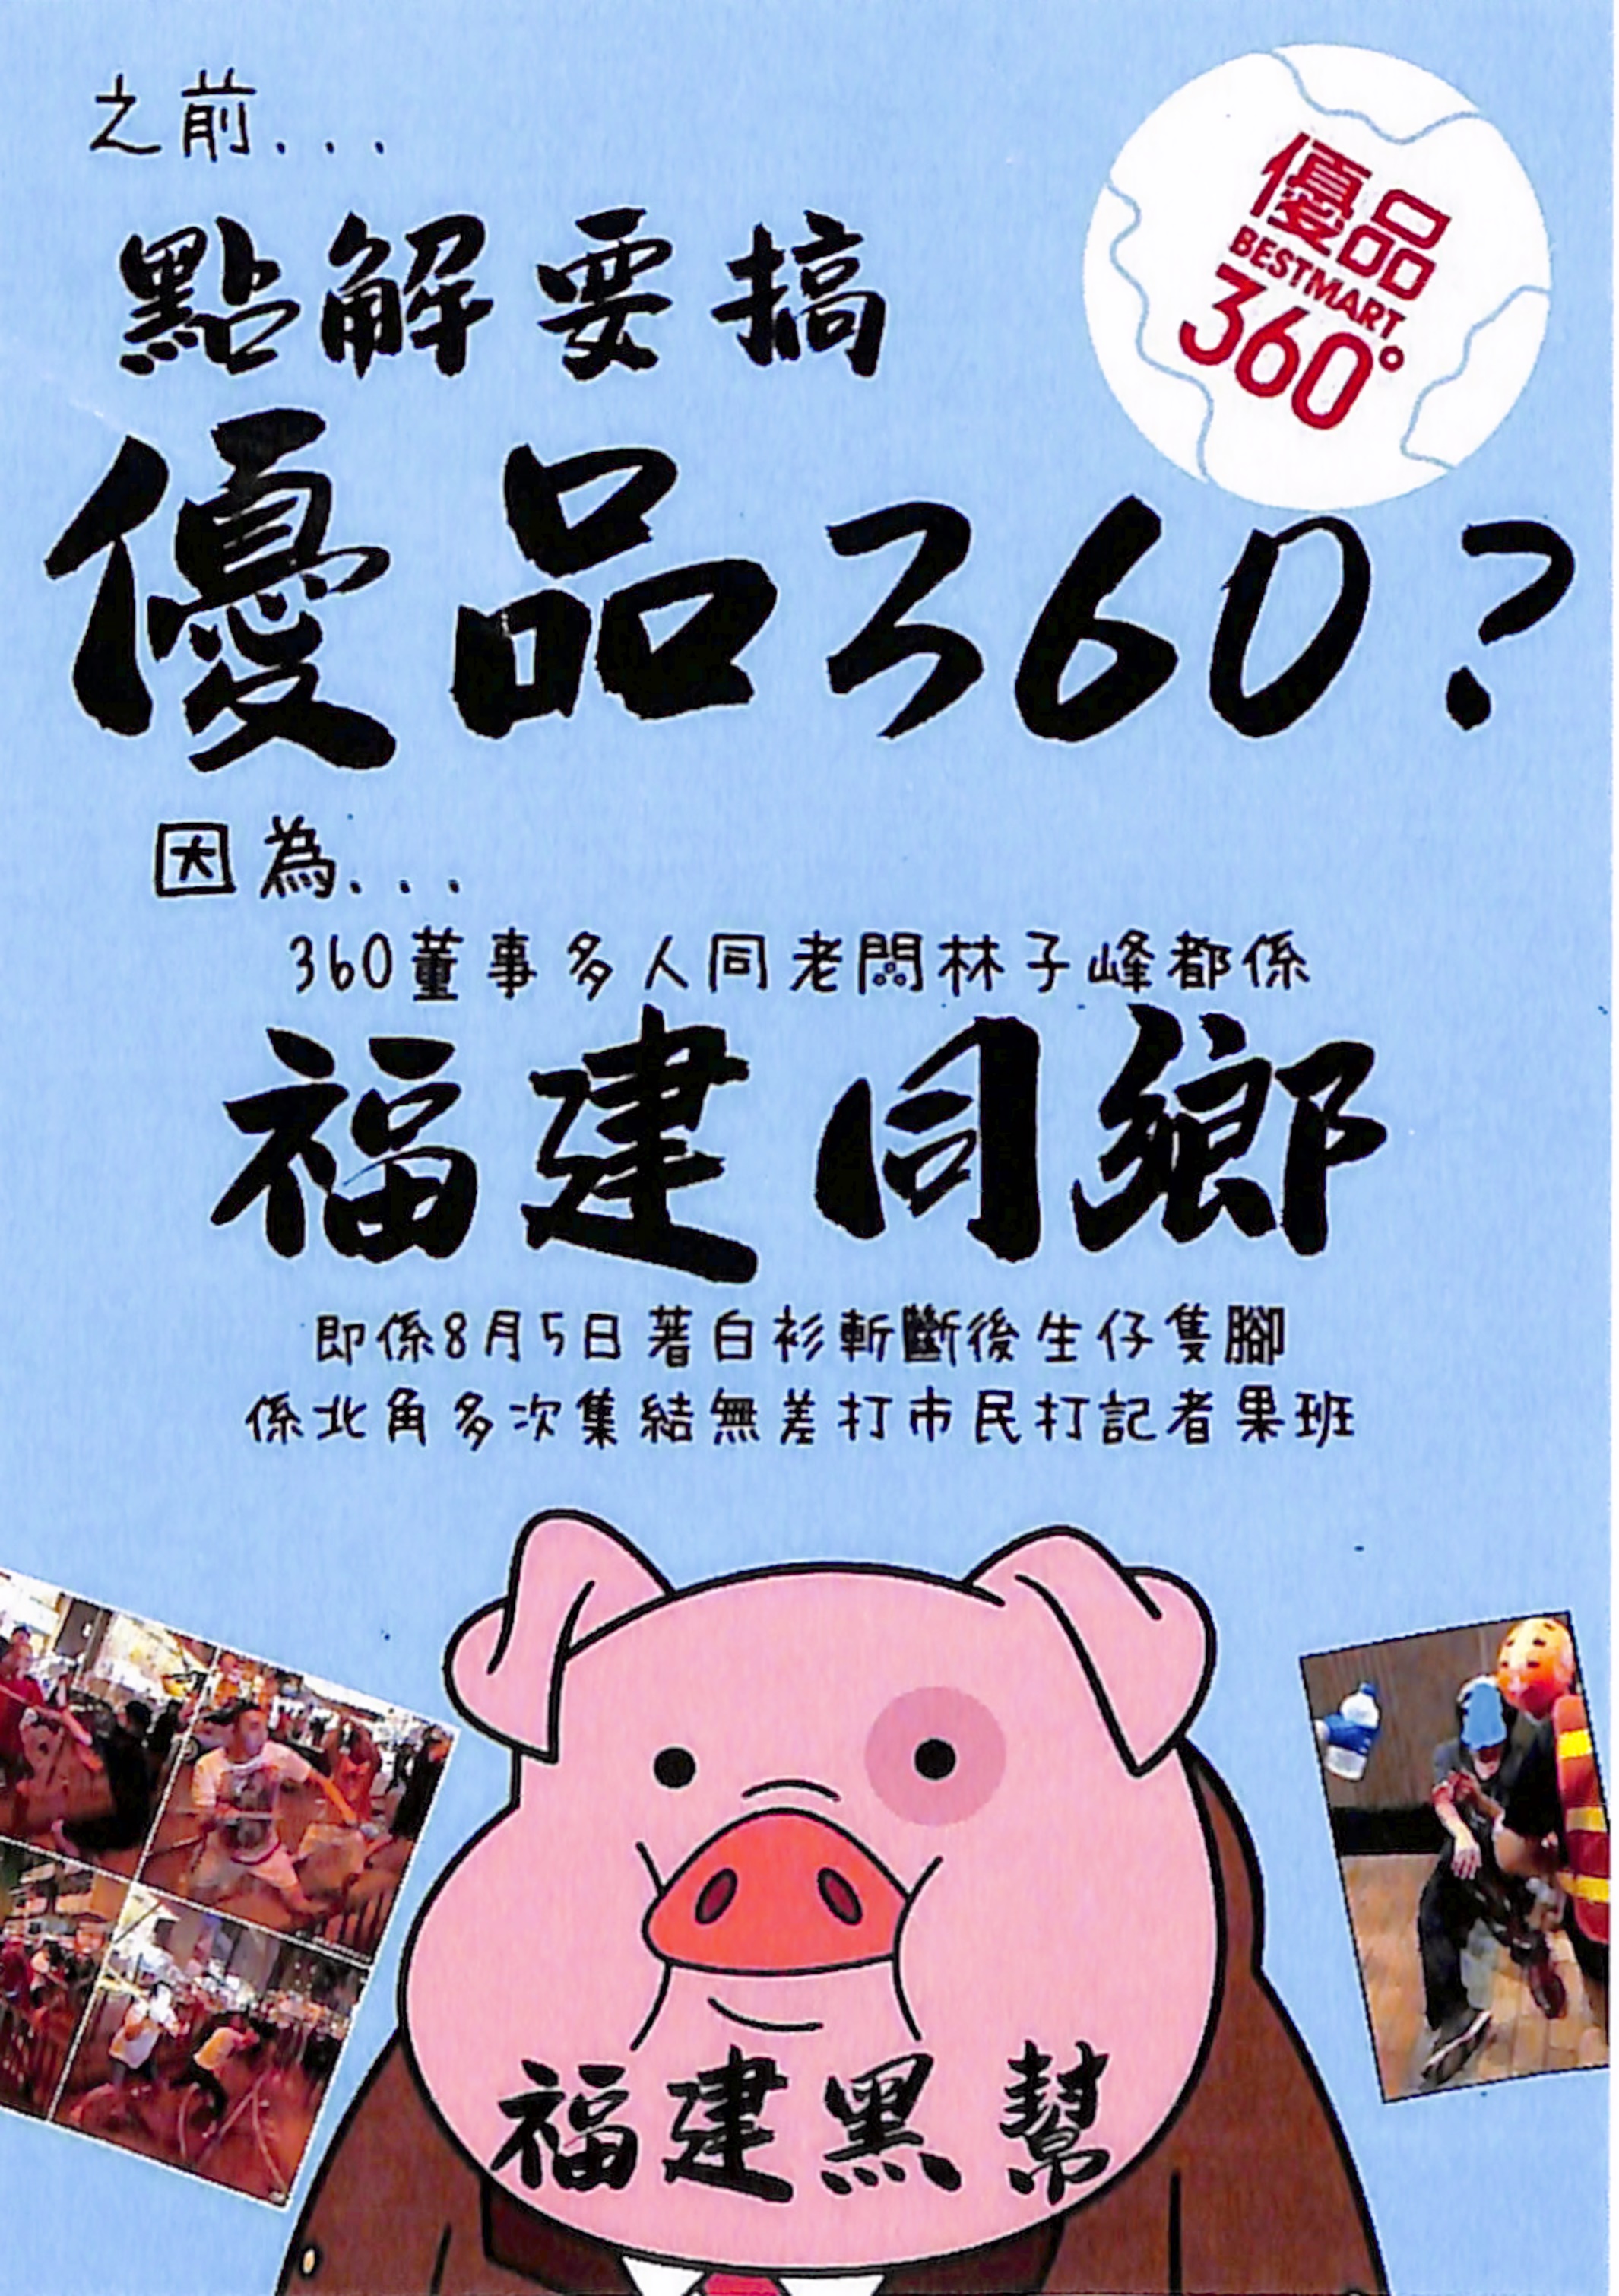 之前...
優品
BESTMART
360°
點解要搞
優品360?
因為...
360董事多人同老闆林子峰都係
福建同鄉
即係8月5日著白衫斬斷後生仔隻腳
係北角多次集結無差打市民打記者果班
福建黑幫